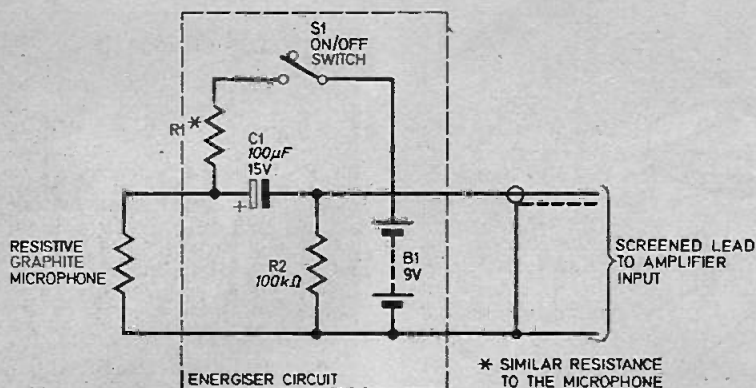 S1
ON/OFF
SWITCH
R1 *
C1
100µF
15V
+
RESISTIVE
GRAPHITE
MICROPHONE
R2
100kΩ
B1
9V
SCREENED LEAD
TO AMPLIFIER
INPUT
ENERGISER CIRCUIT
* SIMILAR RESISTANCE
TO THE MICROPHONE